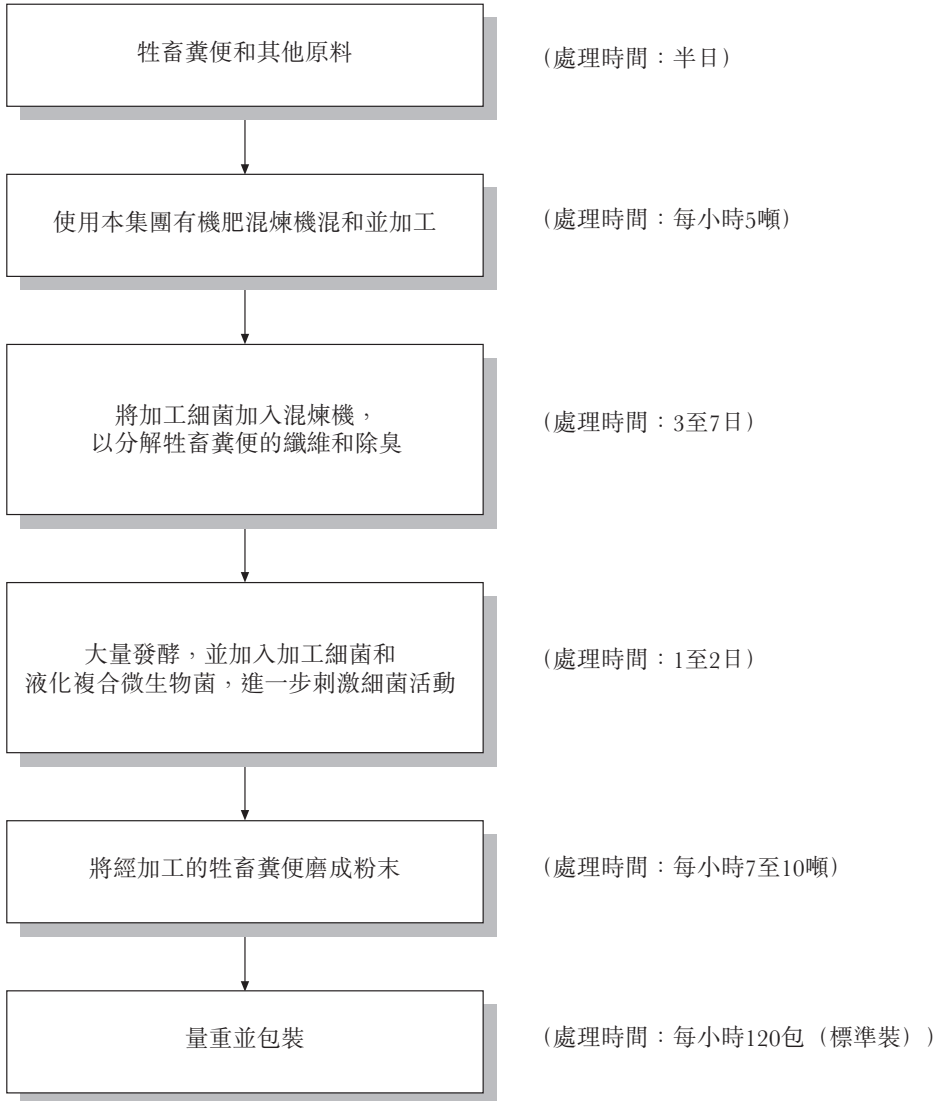 牲畜糞便和其他原料
(處理時間：半日)
使用本集團有機肥混煉機混和並加工
(處理時間：每小時5噸)
將加工細菌加入混煉機，
以分解牲畜糞便的纖維和除臭
(處理時間：3至7日)
大量發酵，並加入加工細菌和
液化複合微生物菌，進一步刺激細菌活動
(處理時間：1至2日)
將經加工的牲畜糞便磨成粉末
(處理時間：每小時7至10噸)
量重並包裝
(處理時間：每小時120包（標準裝）)